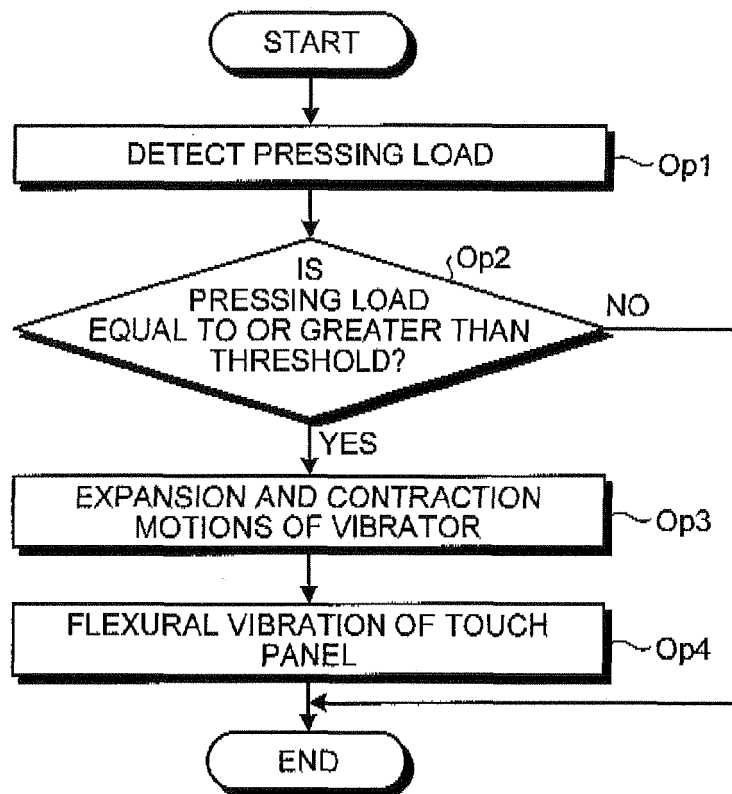 START
DETECT PRESSING LOAD
Op1
Op2
IS
PRESSING LOAD
EQUAL TO OR GREATER THAN
THRESHOLD?
NO
YES
EXPANSION AND CONTRACTION
MOTIONS OF VIBRATOR
Op3
FLEXURAL VIBRATION OF TOUCH
PANEL
Op4
END